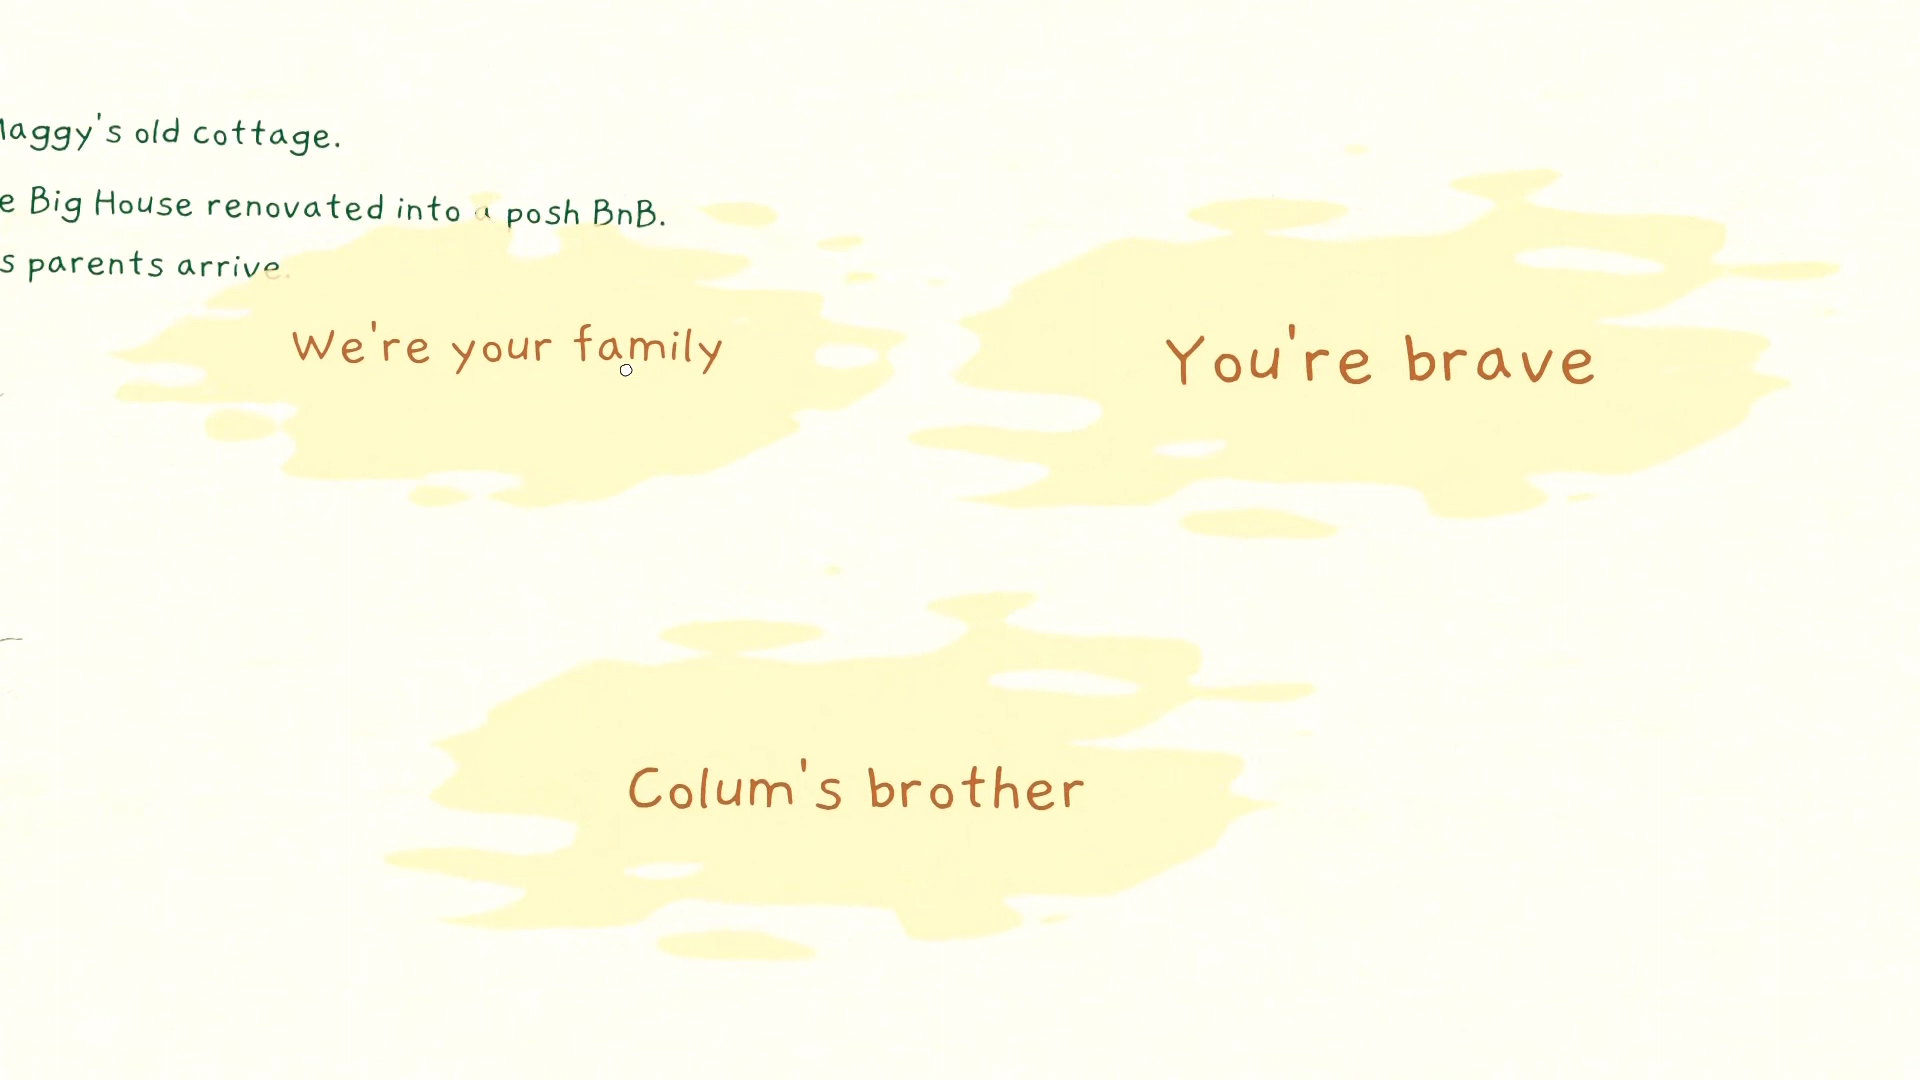 aggy's old cottage.
e Big House renovated into a posh BnB.
s parents arrive.
We're your family
You're brave
Colum's brother